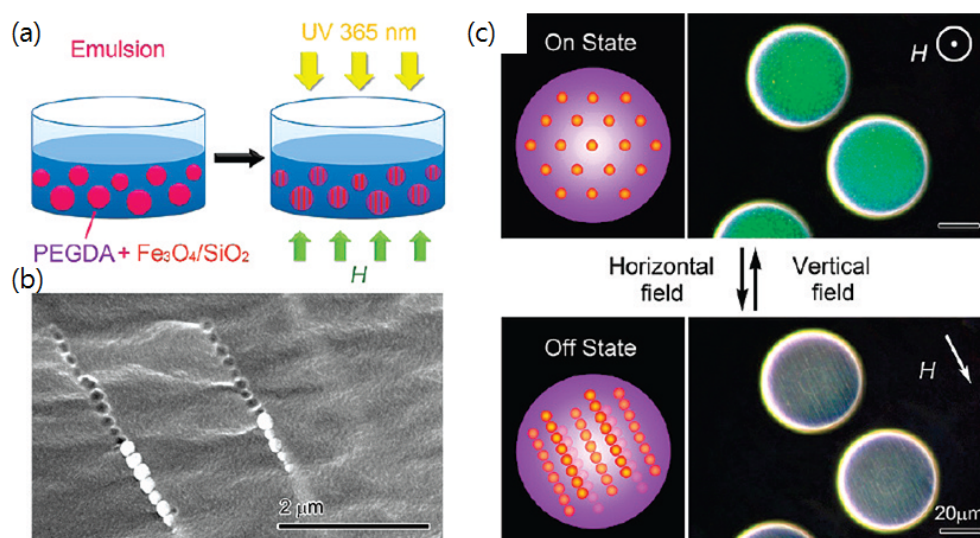 (a)
Emulsion
UV 365 nm
PEGDA + Fe₃O₄/SiO₂
H
(b)
2 μm
(c)
On State
H
Horizontal
field
Vertical
field
Off State
H
20μm